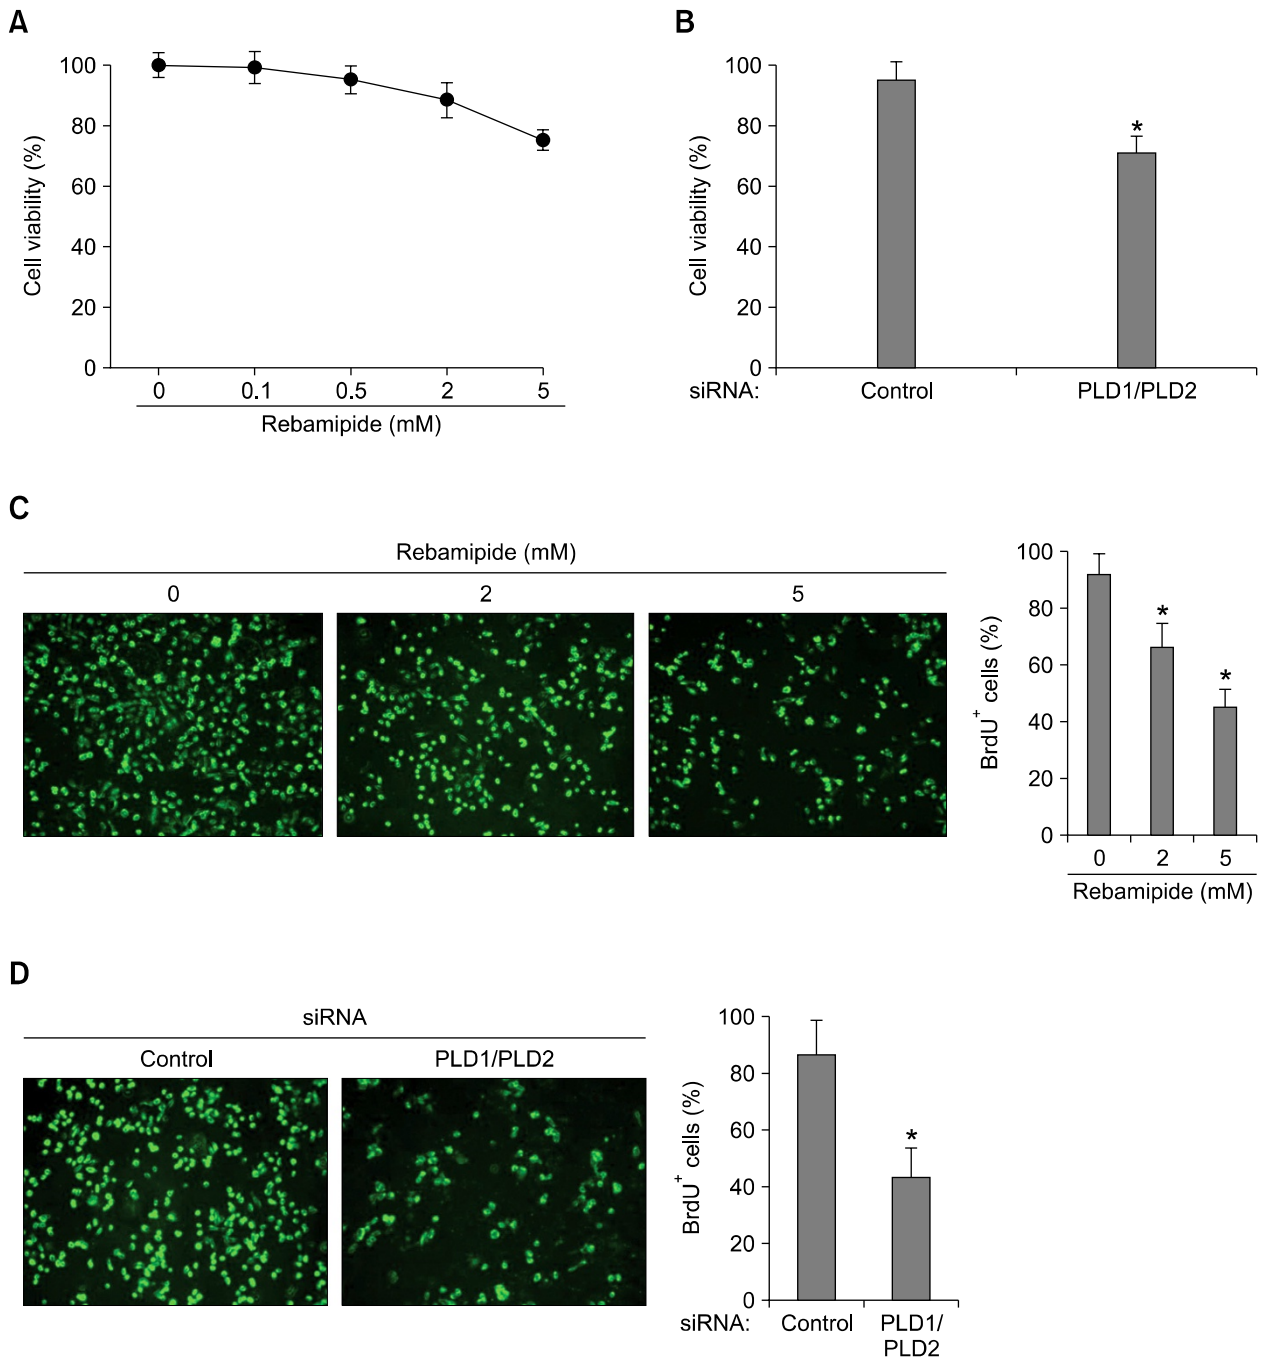 A
100
80
60
40
20
0
Cell viability (%)
0 0.1 0.5 2 5
Rebamipide (mM)
B
100
80
60
40
20
0
Cell viability (%)
*
siRNA: Control PLD1/PLD2
C
Rebamipide (mM)
0 2 5
100
80
60
40
20
0
BrdU+ cells (%)
*
*
0 2 5
Rebamipide (mM)
D
siRNA
Control PLD1/PLD2
100
80
60
40
20
0
BrdU+ cells (%)
*
siRNA: Control PLD1/
PLD2